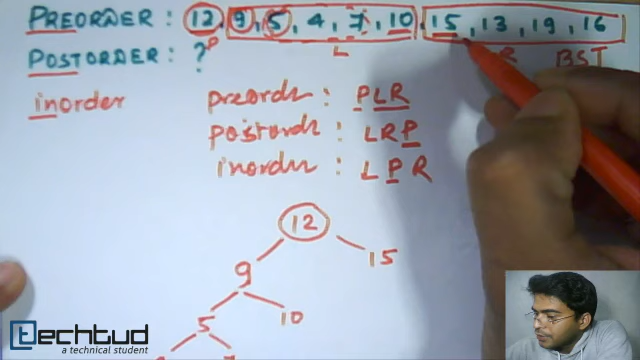 PREORDER : 12, 9, 5, 4, 7, 10, 15, 13, 19, 16
P L R BST
POSTORDER : ?
inorder
preorder : PLR
postorder : LRP
inorder : LPR
12
9 15
5 10
techtud
a technical student